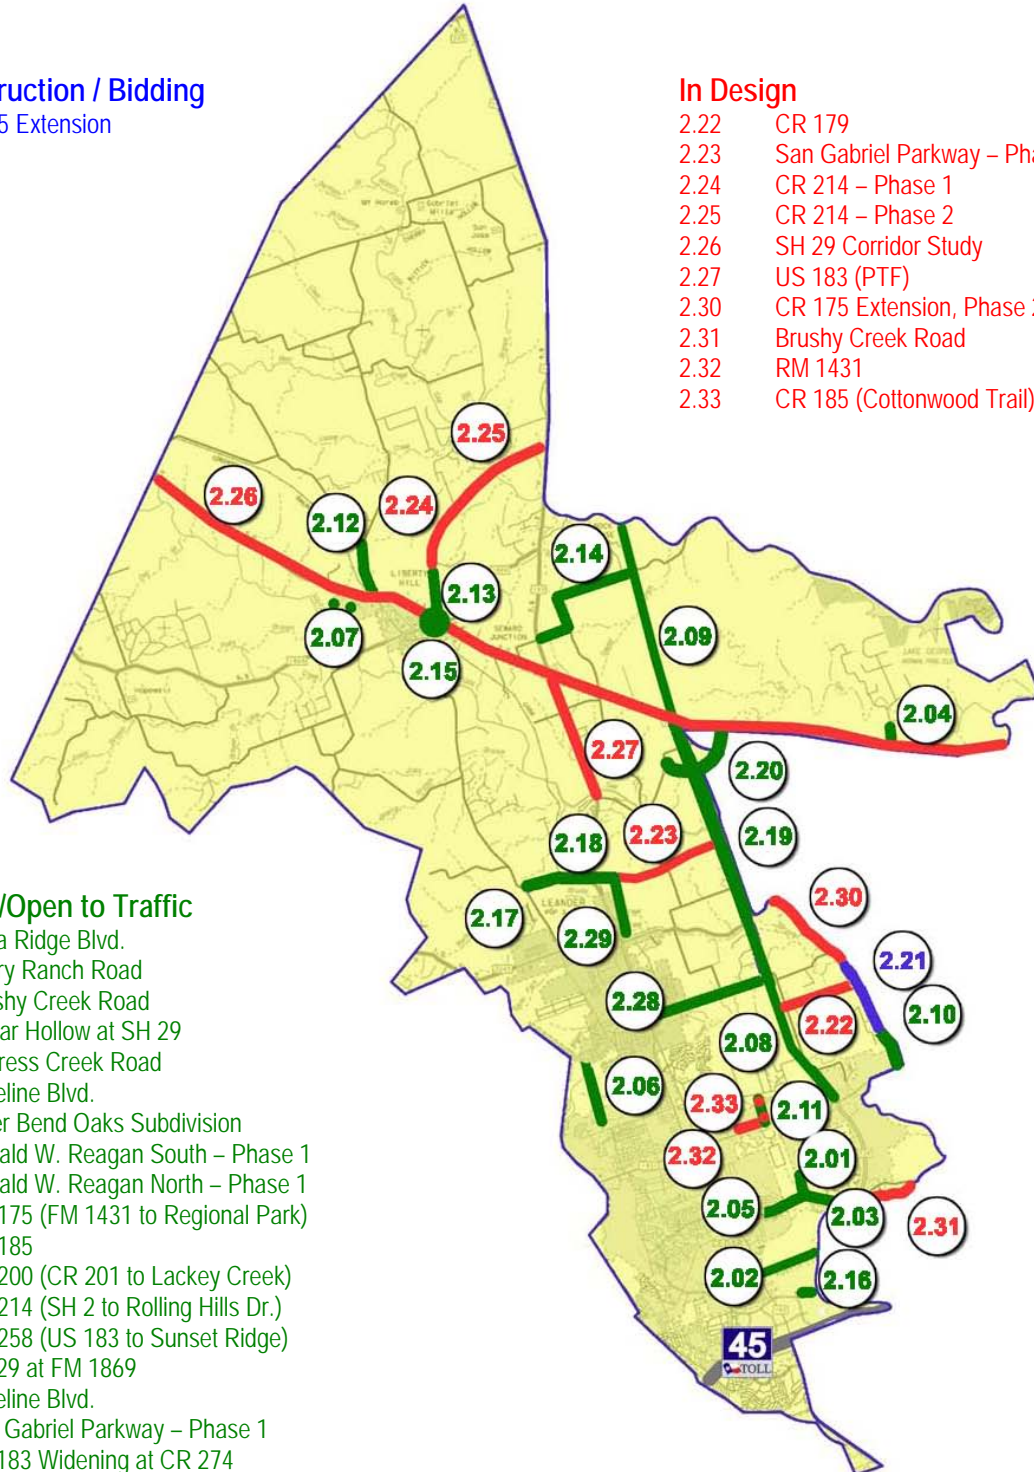 ruction / Bidding
5 Extension
In Design
2.22 CR 179
2.23 San Gabriel Parkway – Pha
2.24 CR 214 – Phase 1
2.25 CR 214 – Phase 2
2.26 SH 29 Corridor Study
2.27 US 183 (PTF)
2.30 CR 175 Extension, Phase 2
2.31 Brushy Creek Road
2.32 RM 1431
2.33 CR 185 (Cottonwood Trail)
2.25
2.26
2.24
2.12
2.14
LIBERTY
HILL
2.13
2.07
SEWARD
JUNCTION
2.09
2.15
2.04
2.27
2.20
2.18
2.23
2.19
2.30
LEANDER
2.17
2.29
2.21
2.28
2.10
2.22
2.08
2.06
2.33
2.11
2.32
2.01
2.05
2.03
2.31
2.02
2.16
45
TOLL
/Open to Traffic
a Ridge Blvd.
ry Ranch Road
shy Creek Road
ar Hollow at SH 29
ress Creek Road
eline Blvd.
er Bend Oaks Subdivision
ald W. Reagan South – Phase 1
ald W. Reagan North – Phase 1
175 (FM 1431 to Regional Park)
185
200 (CR 201 to Lackey Creek)
214 (SH 2 to Rolling Hills Dr.)
258 (US 183 to Sunset Ridge)
29 at FM 1869
eline Blvd.
Gabriel Parkway – Phase 1
183 Widening at CR 274